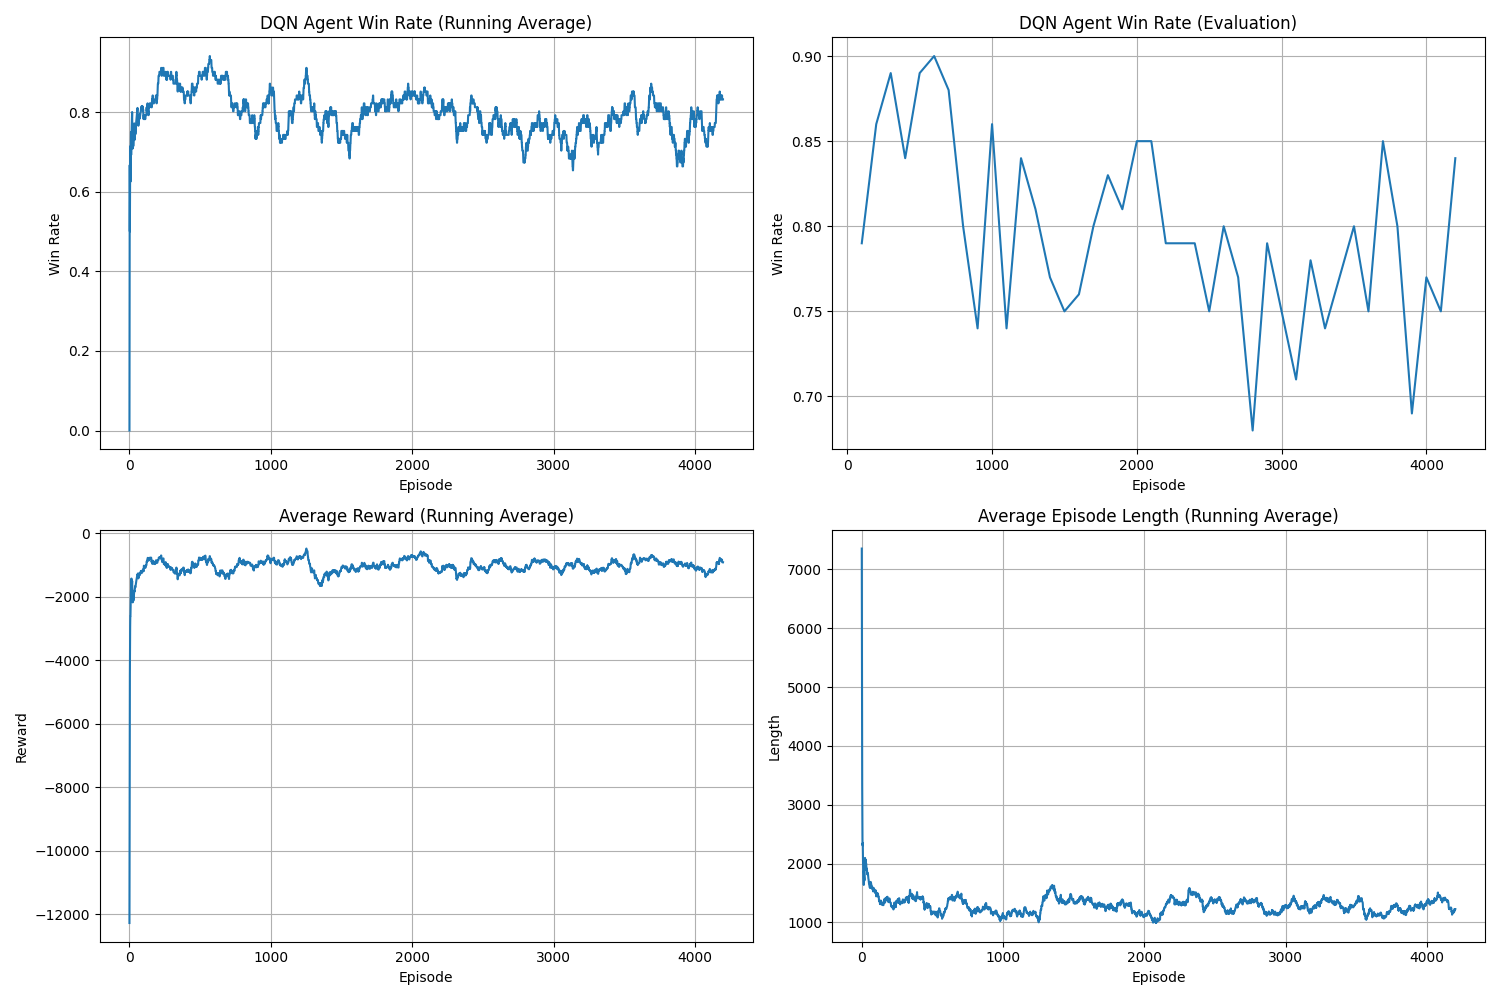 DQN Agent Win Rate (Running Average)
Win Rate
0.8
0.6
0.4
0.2
0.0
0 1000 2000 3000 4000
Episode
DQN Agent Win Rate (Evaluation)
Win Rate
0.90
0.85
0.80
0.75
0.70
0 1000 2000 3000 4000
Episode
Average Reward (Running Average)
Reward
0
−2000
−4000
−6000
−8000
−10000
−12000
0 1000 2000 3000 4000
Episode
Average Episode Length (Running Average)
Length
7000
6000
5000
4000
3000
2000
1000
0 1000 2000 3000 4000
Episode